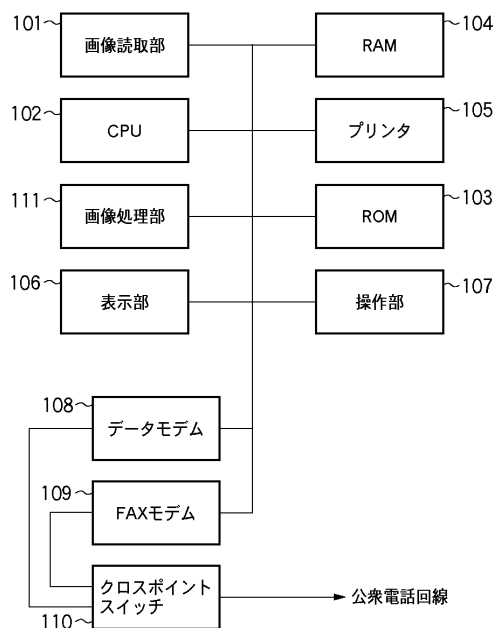 101
画像読取部
RAM
104
102
CPU
プリンタ
105
111
画像処理部
ROM
103
106
表示部
操作部
107
108
データモデム
109
FAXモデム
クロスポイント
スイッチ
110
公衆電話回線